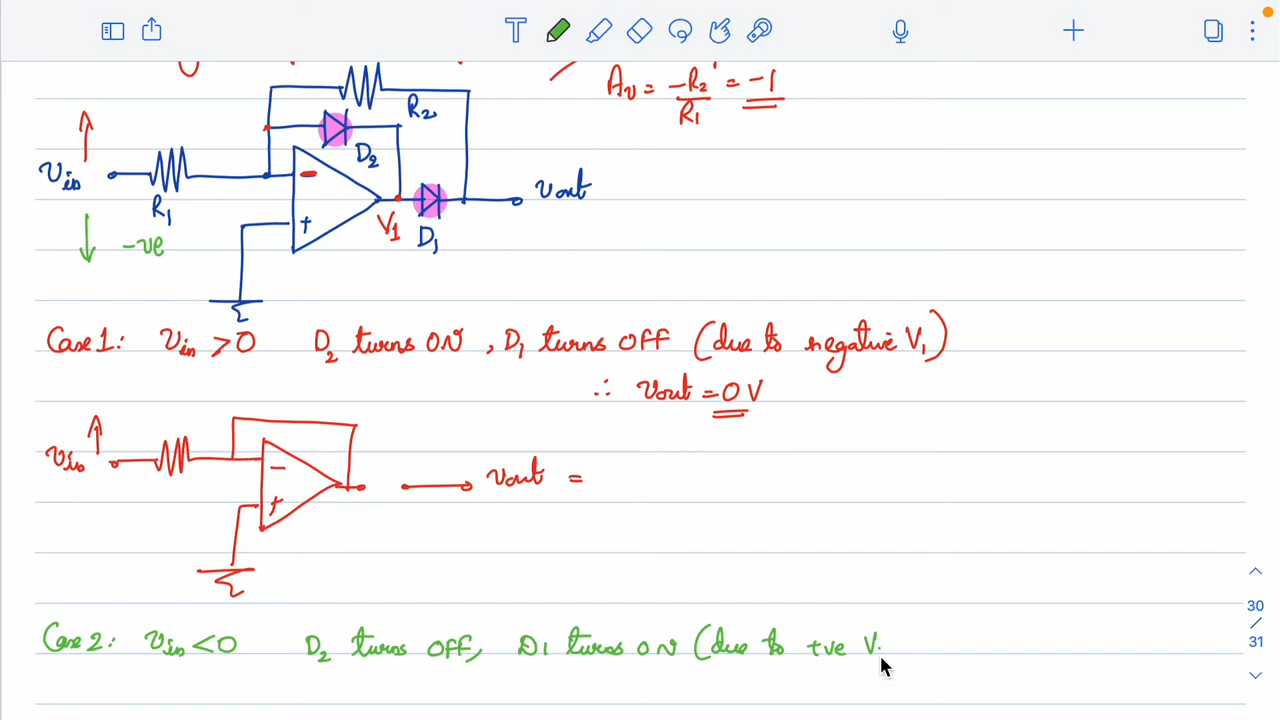 Av = -R2 / R1 = -1
R2
D2
Vin
R1
-
+
V1
D1
Vout
-ve
Case 1: Vin > 0 D2 turns ON, D1 turns OFF (due to negative V1)
∴ Vout = 0 V
Vin
-
+
Vout =
Case 2: Vin < 0 D2 turns OFF, D1 turns ON (due to +ve V
30
/
31